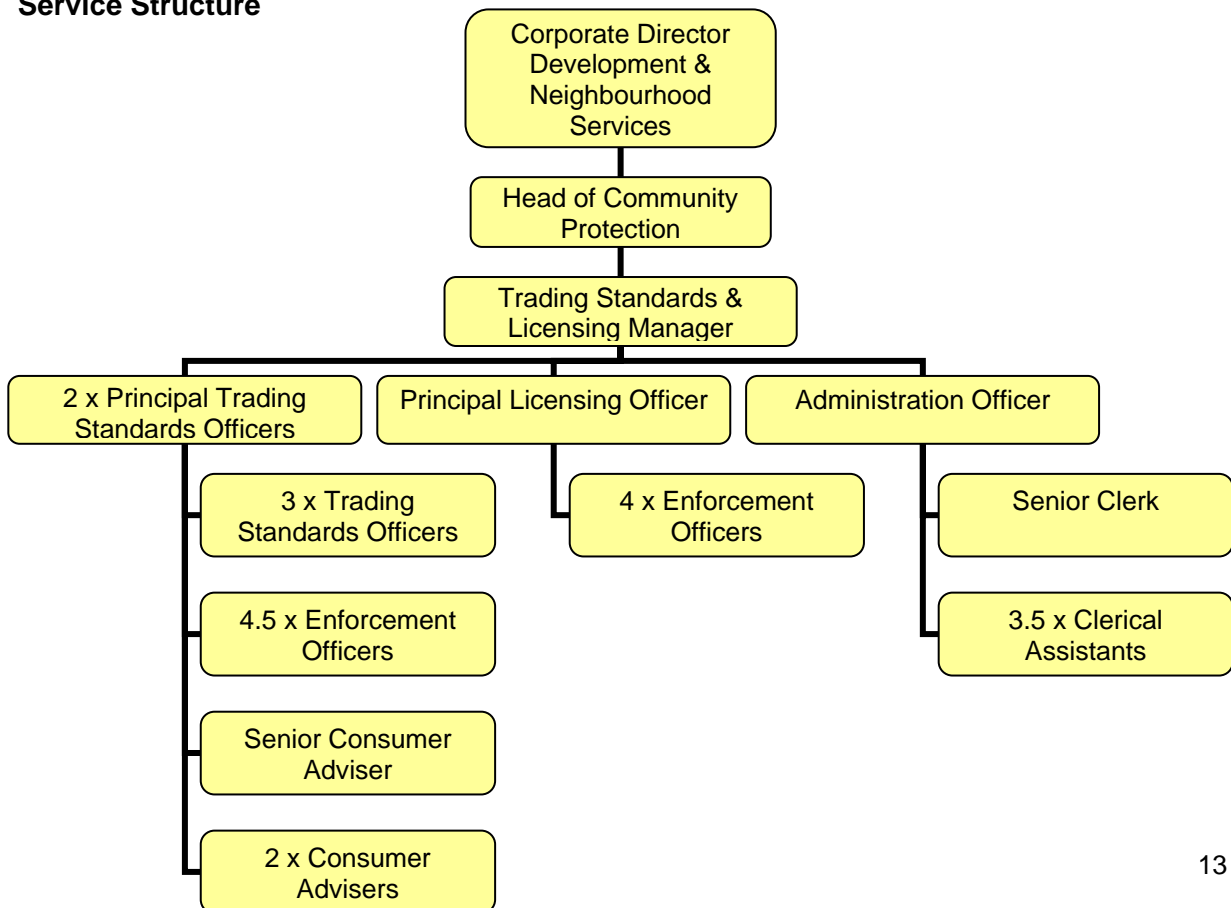 Service Structure
Corporate Director
Development &
Neighbourhood
Services
Head of Community
Protection
Trading Standards &
Licensing Manager
2 x Principal Trading
Standards Officers
Principal Licensing Officer
Administration Officer
3 x Trading
Standards Officers
4 x Enforcement
Officers
Senior Clerk
4.5 x Enforcement
Officers
3.5 x Clerical
Assistants
Senior Consumer
Adviser
2 x Consumer
Advisers
13